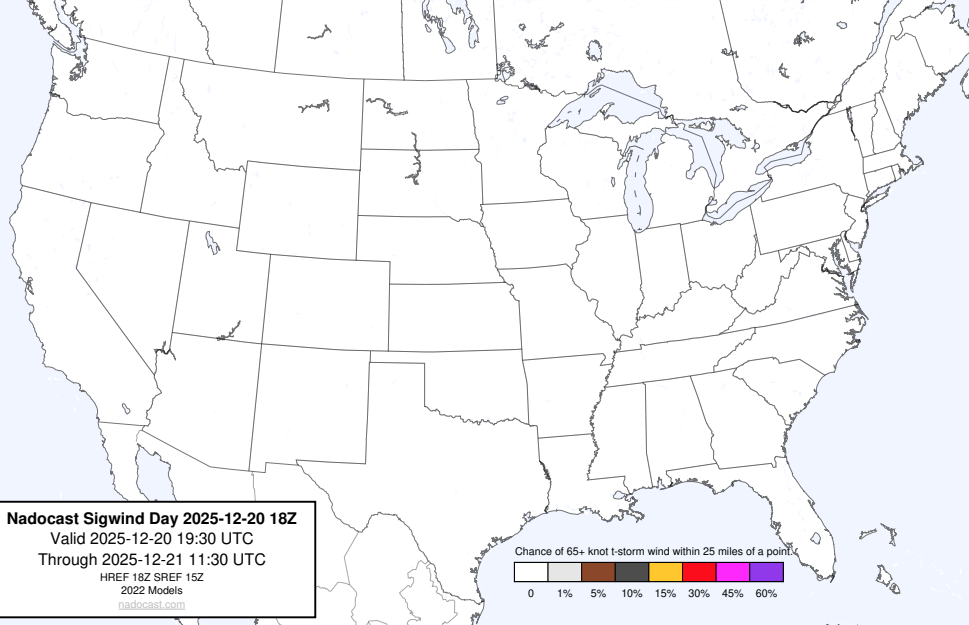 Nadocast Sigwind Day 2025-12-20 18Z
Valid 2025-12-20 19:30 UTC
Through 2025-12-21 11:30 UTC
HREF 18Z SREF 15Z
2022 Models
nadocast.com
Chance of 65+ knot t-storm wind within 25 miles of a point.
0 1% 5% 10% 15% 30% 45% 60%